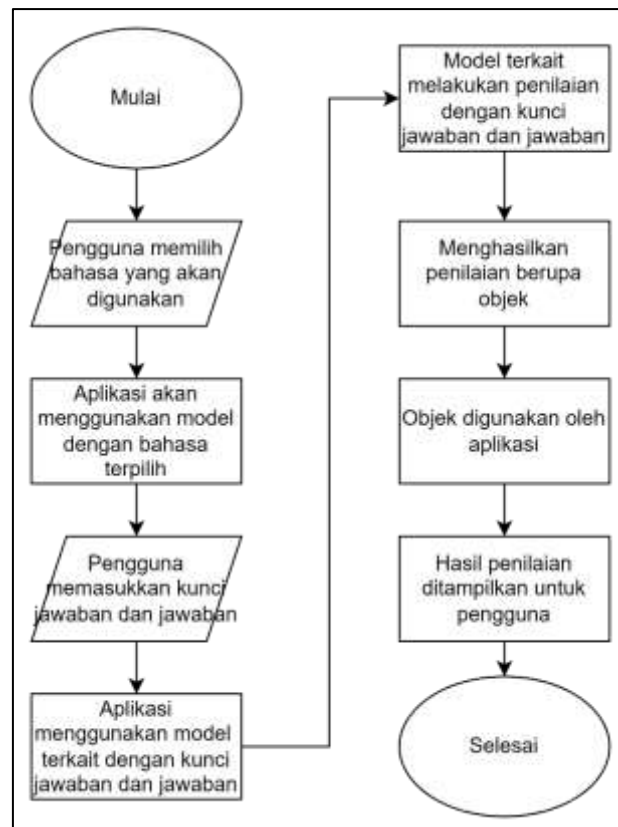 Mulai
Pengguna memilih
bahasa yang akan
digunakan
Aplikasi akan
menggunakan model
dengan bahasa
terpilih
Pengguna
memasukkan kunci
jawaban dan jawaban
Aplikasi
menggunakan model
terkait dengan kunci
jawaban dan jawaban
Model terkait
melakukan penilaian
dengan kunci
jawaban dan jawaban
Menghasilkan
penilaian berupa
objek
Objek digunakan oleh
aplikasi
Hasil penilaian
ditampilkan untuk
pengguna
Selesai